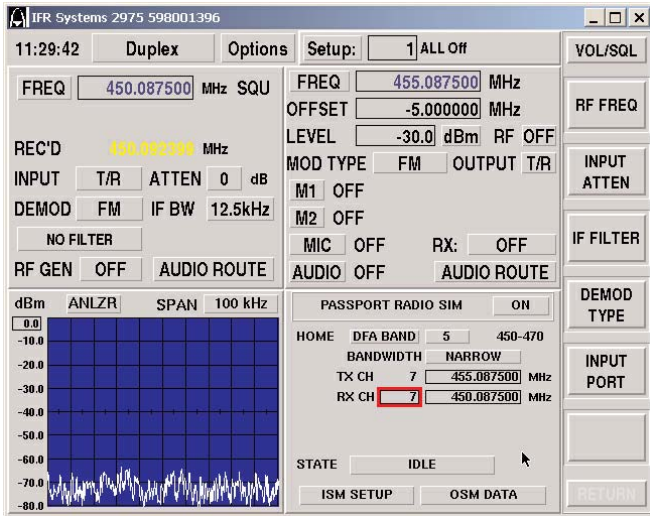 IFR Systems 2975 598001396
11:29:42 Duplex Options Setup: 1 ALL Off
VOL/SQL
FREQ 450.087500 MHz SQU
REC'D 450.092399 MHz
INPUT T/R ATTEN 0 dB
DEMOD FM IF BW 12.5kHz
NO FILTER
RF GEN OFF AUDIO ROUTE
FREQ 455.087500 MHz
OFFSET -5.000000 MHz
LEVEL -30.0 dBm RF OFF
MOD TYPE FM OUTPUT T/R
M1 OFF
M2 OFF
MIC OFF RX: OFF
AUDIO OFF AUDIO ROUTE
dBm ANLZR SPAN 100 kHz
0.0
-10.0
-20.0
-30.0
-40.0
-50.0
-60.0
-70.0
-80.0
PASSPORT RADIO SIM ON
HOME DFA BAND 5 450-470
BANDWIDTH NARROW
TX CH 7 455.087500 MHz
RX CH 7 450.087500 MHz
STATE IDLE
ISM SETUP OSM DATA
RF FREQ
INPUT
ATTEN
IF FILTER
DEMOD
TYPE
INPUT
PORT
RETURN